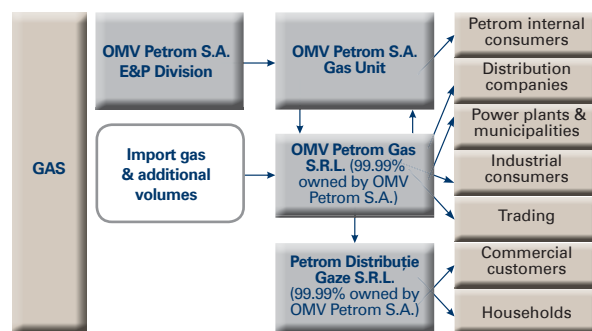 GAS
OMV Petrom S.A.
E&P Division
OMV Petrom S.A.
Gas Unit
Import gas
& additional
volumes
OMV Petrom Gas
S.R.L. (99.99%
owned by OMV
Petrom S.A.)
Petrom Distribuție
Gaze S.R.L.
(99.99% owned by
OMV Petrom S.A.)
Petrom internal
consumers
Distribution
companies
Power plants &
municipalities
Industrial
consumers
Trading
Commercial
customers
Households